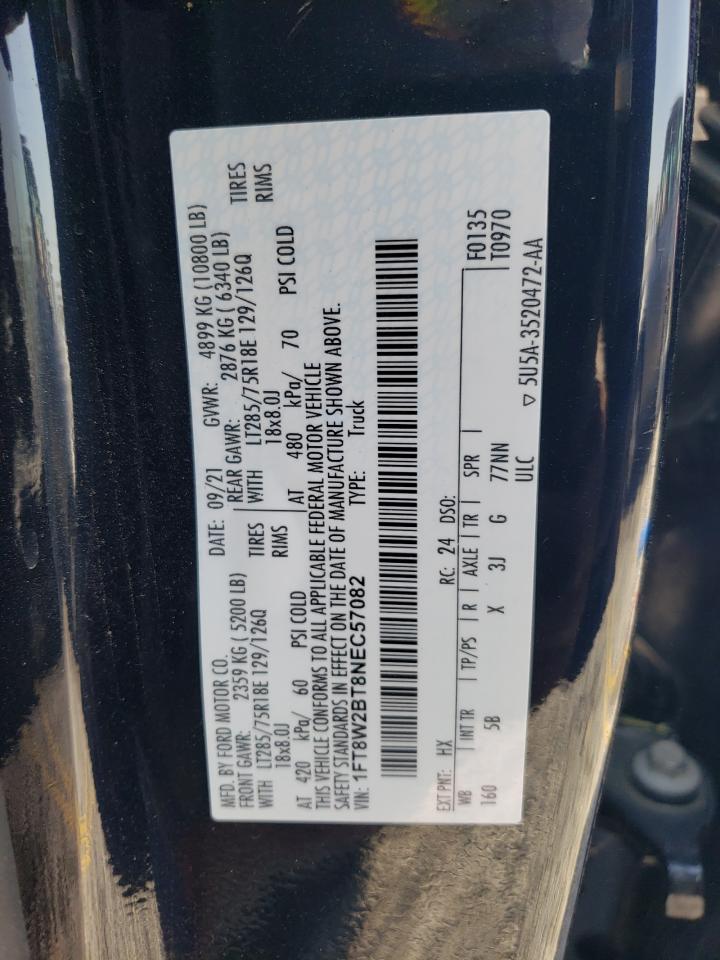 MFD. BY FORD MOTOR CO.
DATE: 09/21 GVWR: 4899 KG (10800 LB)
FRONT GAWR: 2359 KG ( 5200 LB) REAR GAWR: 2876 KG ( 6340 LB)
WITH LT285/75R18E 129/126Q TIRES WITH LT285/75R18E 129/126Q TIRES
18x8.0J RIMS 18x8.0J RIMS
AT 420 kPa/ 60 PSI COLD AT 480 kPa/ 70 PSI COLD
THIS VEHICLE CONFORMS TO ALL APPLICABLE FEDERAL MOTOR VEHICLE
SAFETY STANDARDS IN EFFECT ON THE DATE OF MANUFACTURE SHOWN ABOVE.
VIN: 1FT8W2BT8NEC57082 TYPE: Truck
EXT PNT: HX RC: 24 DSO: F0135
WB INT TR TP/PS R AXLE TR SPR T0970
160 5B X 3J G 77NN
ULC ▽ 5U5A-3520472-AA